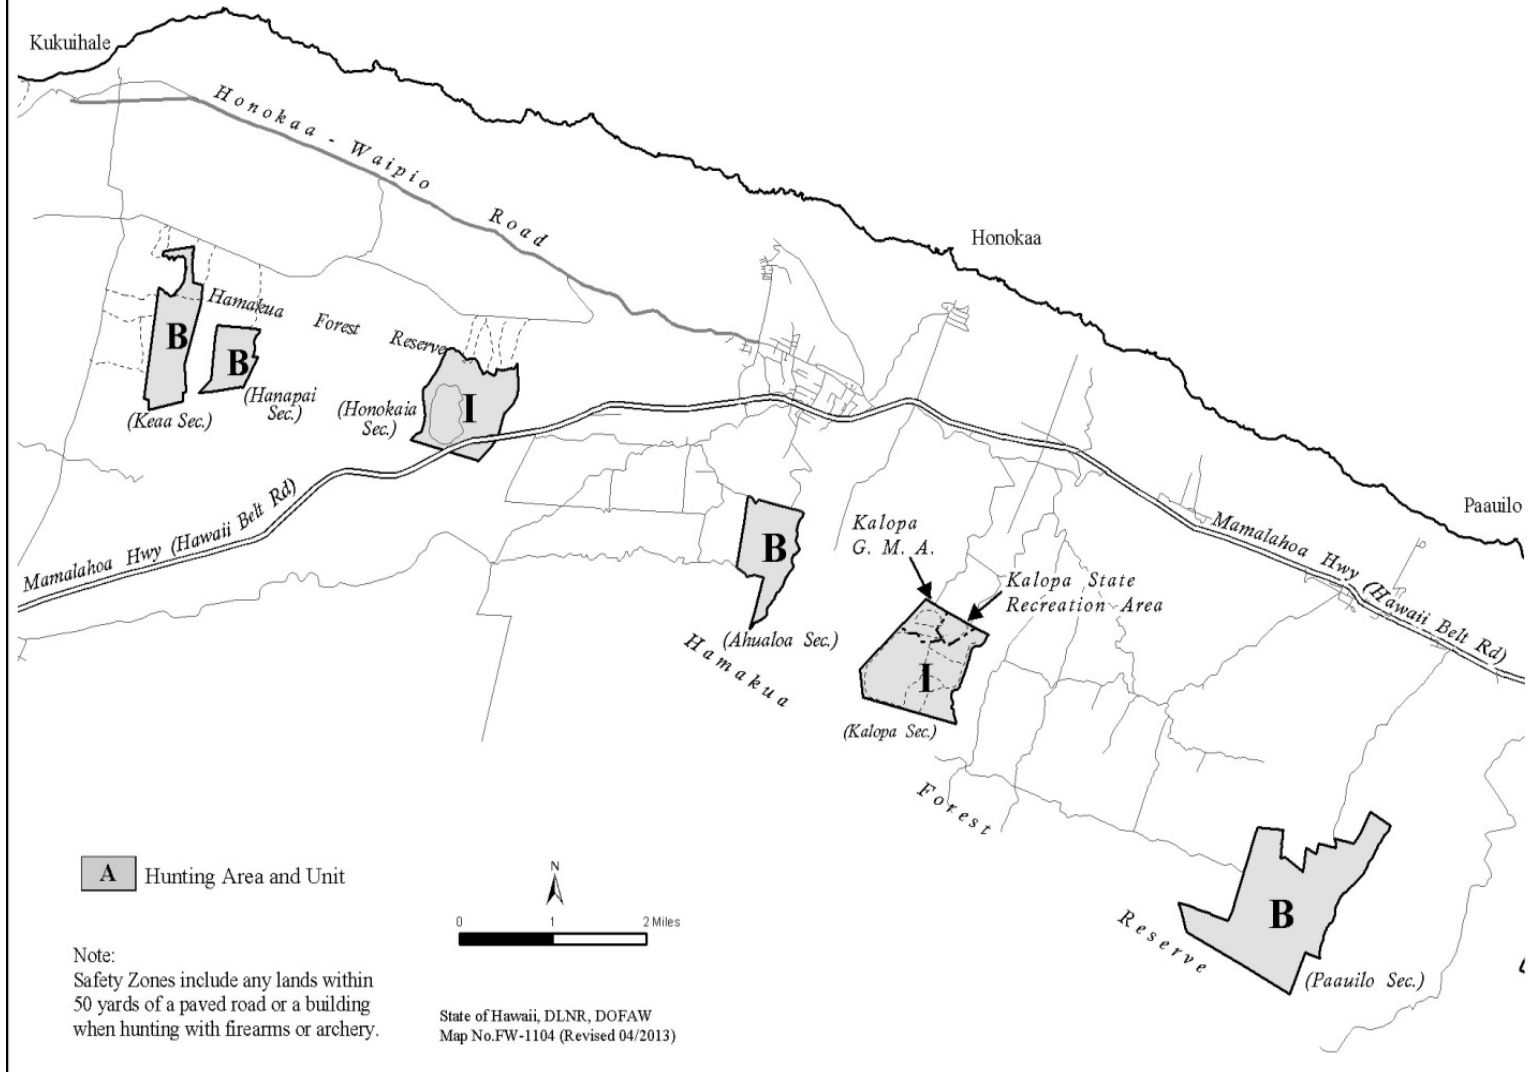 Kukuihale
Honokaa - Waipio Road
Honokaa
Paauilo
Hamakua Forest Reserve
B
B
I
(Keaa Sec.)
(Hanapai
Sec.)
(Honokaia
Sec.)
Mamalahoa Hwy (Hawaii Belt Rd)
Mamalahoa Hwy (Hawaii Belt Rd)
B
(Ahualoa Sec.)
Kalopa
G. M. A.
Kalopa State
Recreation Area
I
(Kalopa Sec.)
Hamakua
Forest
Reserve
B
(Paauilo Sec.)
A Hunting Area and Unit
N
0 1 2 Miles
Note:
Safety Zones include any lands within
50 yards of a paved road or a building
when hunting with firearms or archery.
State of Hawaii, DLNR, DOFAW
Map No.FW-1104 (Revised 04/2013)